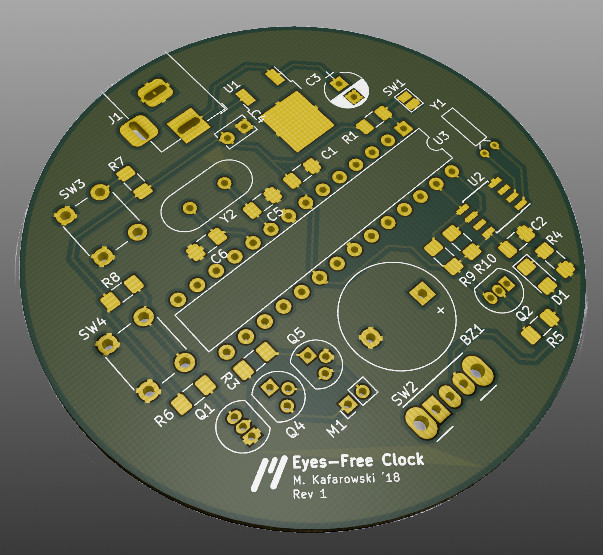 C3
SW1
Y1
U1
J1
R1
U3
C1
R7
SW3
U2
Y2
C5
C2
R4
C6
R9
R10
R8
Q2
D1
SW4
BZ1
R5
Q5
+
R3
SW2
R6
Q1
Q4
M1
Eyes-Free Clock
M. Kafarowski '18
Rev 1